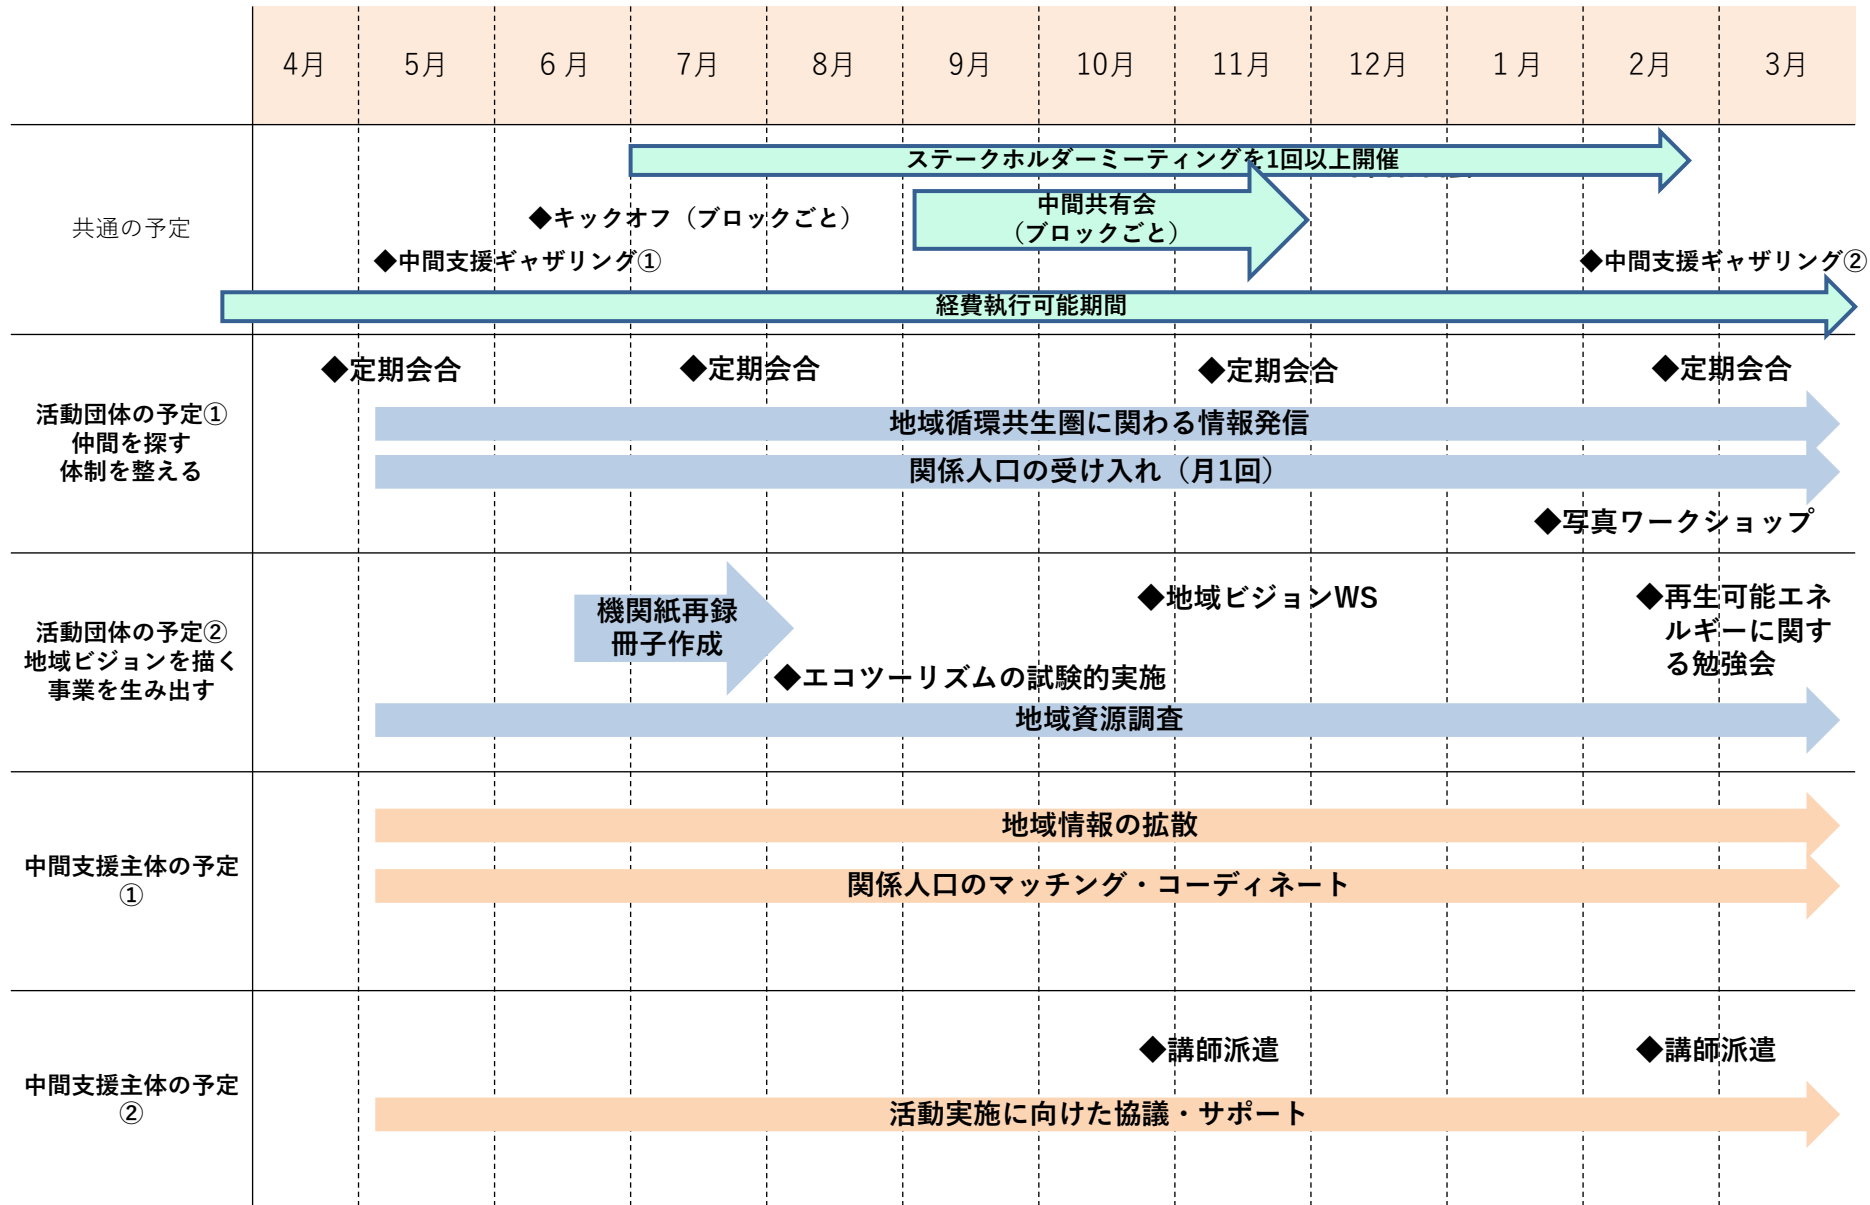 4月 5月 6月 7月 8月 9月 10月 11月 12月 1月 2月 3月
共通の予定
ステークホルダーミーティングを1回以上開催
◆キックオフ（ブロックごと）
中間共有会
（ブロックごと）
◆中間支援ギャザリング①
◆中間支援ギャザリング②
経費執行可能期間
活動団体の予定①
仲間を探す
体制を整える
◆定期会合 ◆定期会合 ◆定期会合 ◆定期会合
地域循環共生圏に関わる情報発信
関係人口の受け入れ（月1回）
◆写真ワークショップ
活動団体の予定②
地域ビジョンを描く
事業を生み出す
機関紙再録
冊子作成
◆地域ビジョンWS
◆再生可能エネ
ルギーに関す
る勉強会
◆エコツーリズムの試験的実施
地域資源調査
中間支援主体の予定
①
地域情報の拡散
関係人口のマッチング・コーディネート
中間支援主体の予定
②
◆講師派遣 ◆講師派遣
活動実施に向けた協議・サポート